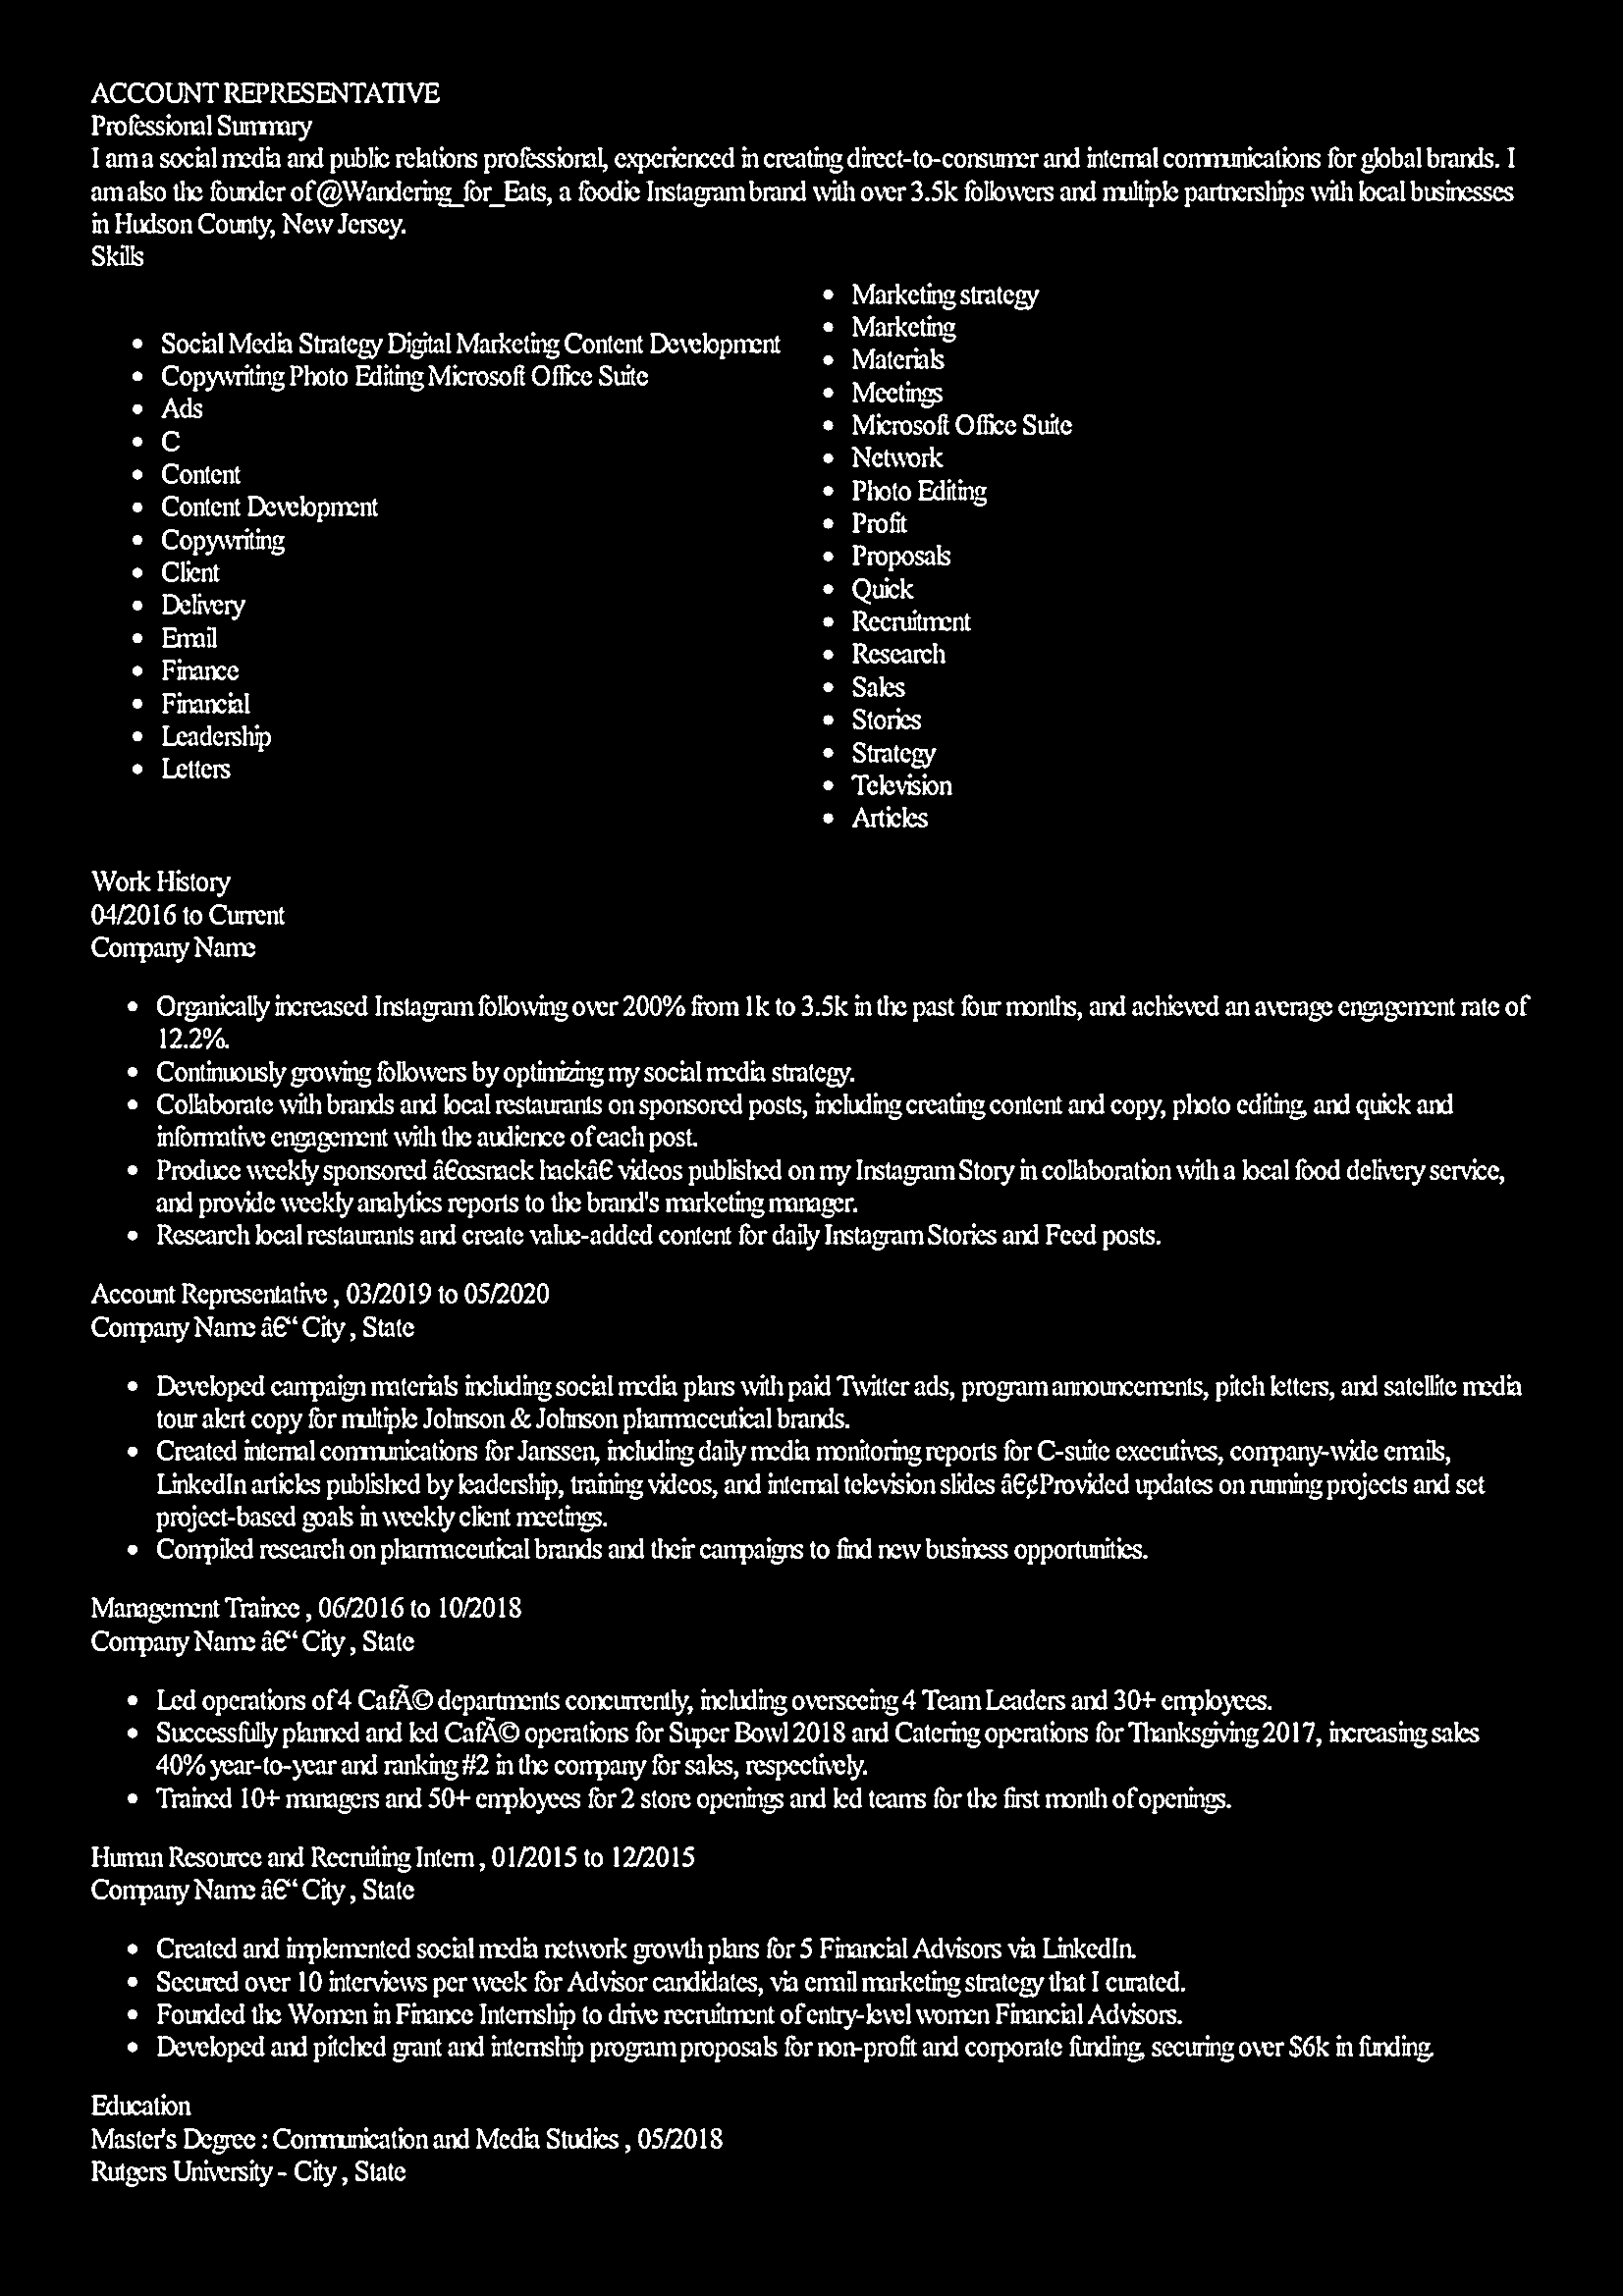 ACCOUNT REPRESENTATIVE
Professional Summary
I am a social media and public relations professional, experienced in creating direct-to-consumer and internal communications for global brands. I
am also the founder of @Wandering_for_Eats, a foodie Instagram brand with over 3.5k followers and multiple partnerships with local businesses
in Hudson County, New Jersey.
Skills
• Social Media Strategy Digital Marketing Content Development
• Copywriting Photo Editing Microsoft Office Suite
• Ads
• C
• Content
• Content Development
• Copywriting
• Client
• Delivery
• Email
• Finance
• Financial
• Leadership
• Letters
• Marketing strategy
• Marketing
• Materials
• Meetings
• Microsoft Office Suite
• Network
• Photo Editing
• Profit
• Proposals
• Quick
• Recruitment
• Research
• Sales
• Stories
• Strategy
• Television
• Articles
Work History
04/2016 to Current
Company Name
• Organically increased Instagram following over 200% from 1k to 3.5k in the past four months, and achieved an average engagement rate of
12.2%.
• Continuously growing followers by optimizing my social media strategy.
• Collaborate with brands and local restaurants on sponsored posts, including creating content and copy, photo editing, and quick and
informative engagement with the audience of each post.
• Produce weekly sponsored â€œsnack hackâ€ videos published on my Instagram Story in collaboration with a local food delivery service,
and provide weekly analytics reports to the brand's marketing manager.
• Research local restaurants and create value-added content for daily Instagram Stories and Feed posts.
Account Representative , 03/2019 to 05/2020
Company Name â€“ City , State
• Developed campaign materials including social media plans with paid Twitter ads, program announcements, pitch letters, and satellite media
tour alert copy for multiple Johnson & Johnson pharmaceutical brands.
• Created internal communications for Janssen, including daily media monitoring reports for C-suite executives, company-wide emails,
LinkedIn articles published by leadership, training videos, and internal television slides â€¢Provided updates on running projects and set
project-based goals in weekly client meetings.
• Compiled research on pharmaceutical brands and their campaigns to find new business opportunities.
Management Trainee , 06/2016 to 10/2018
Company Name â€“ City , State
• Led operations of 4 CafÃ© departments concurrently, including overseeing 4 Team Leaders and 30+ employees.
• Successfully planned and led CafÃ© operations for Super Bowl 2018 and Catering operations for Thanksgiving 2017, increasing sales
40% year-to-year and ranking #2 in the company for sales, respectively.
• Trained 10+ managers and 50+ employees for 2 store openings and led teams for the first month of openings.
Human Resource and Recruiting Intern , 01/2015 to 12/2015
Company Name â€“ City , State
• Created and implemented social media network growth plans for 5 Financial Advisors via LinkedIn.
• Secured over 10 interviews per week for Advisor candidates, via email marketing strategy that I curated.
• Founded the Women in Finance Internship to drive recruitment of entry-level women Financial Advisors.
• Developed and pitched grant and internship program proposals for non-profit and corporate funding, securing over $6k in funding.
Education
Master's Degree : Communication and Media Studies , 05/2018
Rutgers University - City , State